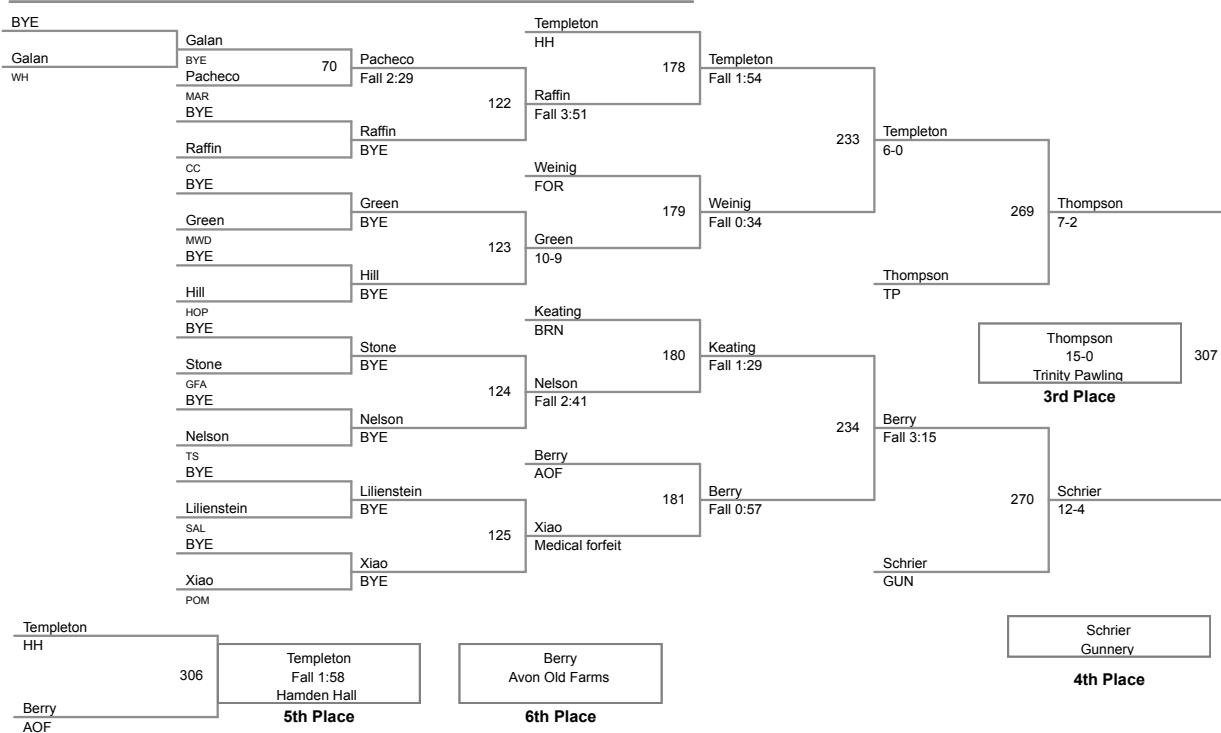 BYE
Galan
WH
Galan
BYE
Pacheco
MAR
BYE
Raffin
CC
BYE
Green
MWD
BYE
Hill
HOP
BYE
Stone
GFA
BYE
Nelson
TS
BYE
Lilienstein
SAL
BYE
Xiao
POM
70
Pacheco
Fall 2:29
Raffin
BYE
Green
BYE
Hill
BYE
Stone
BYE
Nelson
BYE
Lilienstein
BYE
Xiao
BYE
122
123
124
125
Templeton
HH
Raffin
Fall 3:51
Weinig
FOR
Green
10-9
Keating
BRN
Nelson
Fall 2:41
Berry
AOF
Xiao
Medical forfeit
178
179
180
181
Templeton
Fall 1:54
Weinig
Fall 0:34
Keating
Fall 1:29
Berry
Fall 0:57
233
234
Templeton
6-0
Thompson
TP
Berry
Fall 3:15
Schrier
GUN
269
270
Thompson
7-2
Schrier
12-4
Thompson
15-0
Trinity Pawling
307
3rd Place
Schrier
Gunnery
4th Place
Templeton
HH
306
Berry
AOF
Templeton
Fall 1:58
Hamden Hall
5th Place
Berry
Avon Old Farms
6th Place